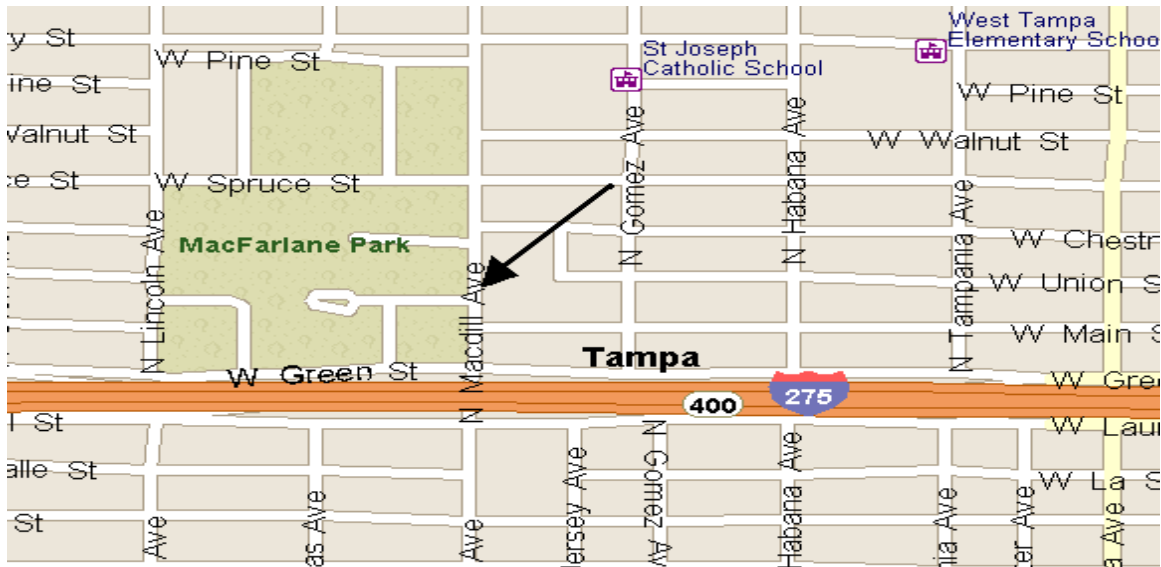 West Tampa
Elementary Schoo
y St
W Pine St
St Joseph
Catholic School
ine St
W Pine St
Walnut St
W Walnut St
ce St
W Spruce St
N Lincoln Ave
N Macdill Ave
N Gomez Ave
N Habana Ave
N Tampania Ave
MacFarlane Park
W Chestn
W Union S
W Main S
Tampa
W Green St
W Gre
400
275
l St
W Laur
alle St
W La S
St
Ave
as Ave
Ave
Jersey Ave
N Gomez Av
Habana Ave
nia Ave
ter Ave
a Ave